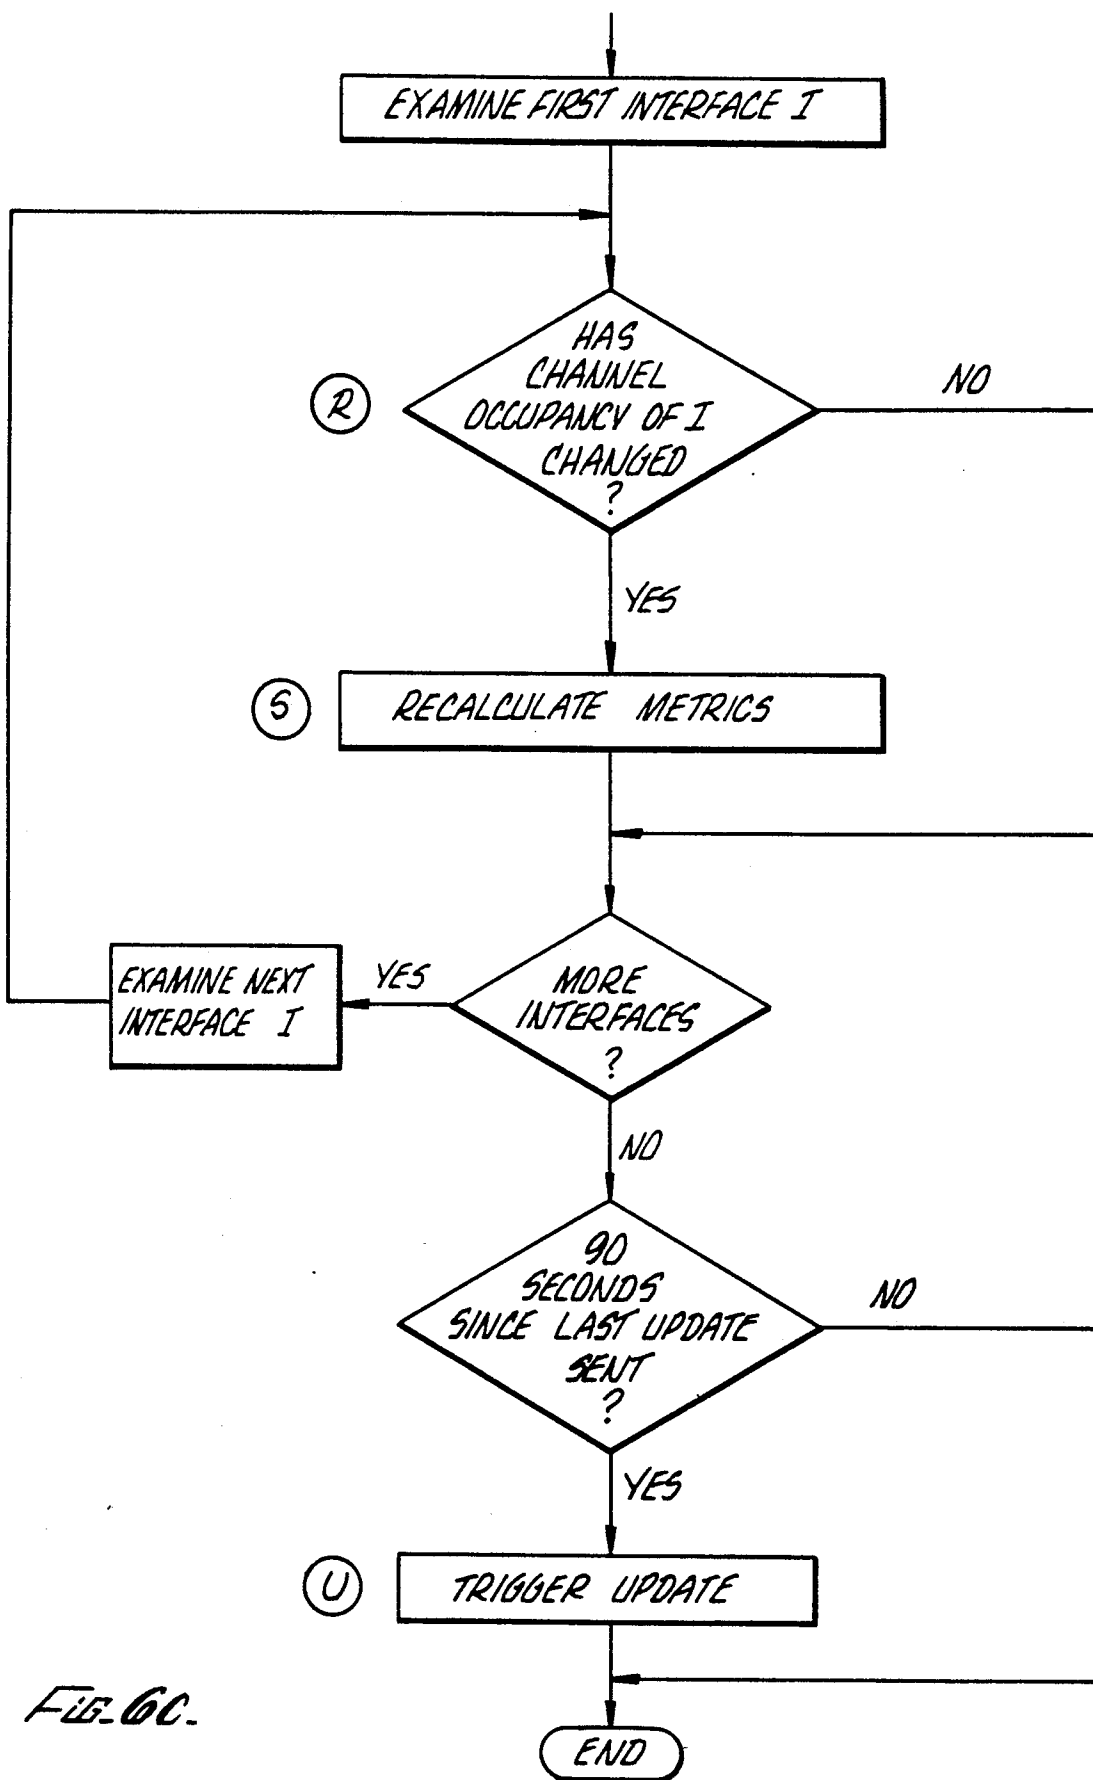 EXAMINE FIRST INTERFACE I
HAS
CHANNEL
OCCUPANCY OF I
CHANGED
?
R
NO
YES
S
RECALCULATE METRICS
EXAMINE NEXT
INTERFACE I
YES
MORE
INTERFACES
?
NO
90
SECONDS
SINCE LAST UPDATE
SENT
?
NO
YES
U
TRIGGER UPDATE
FIG. 6C.
END